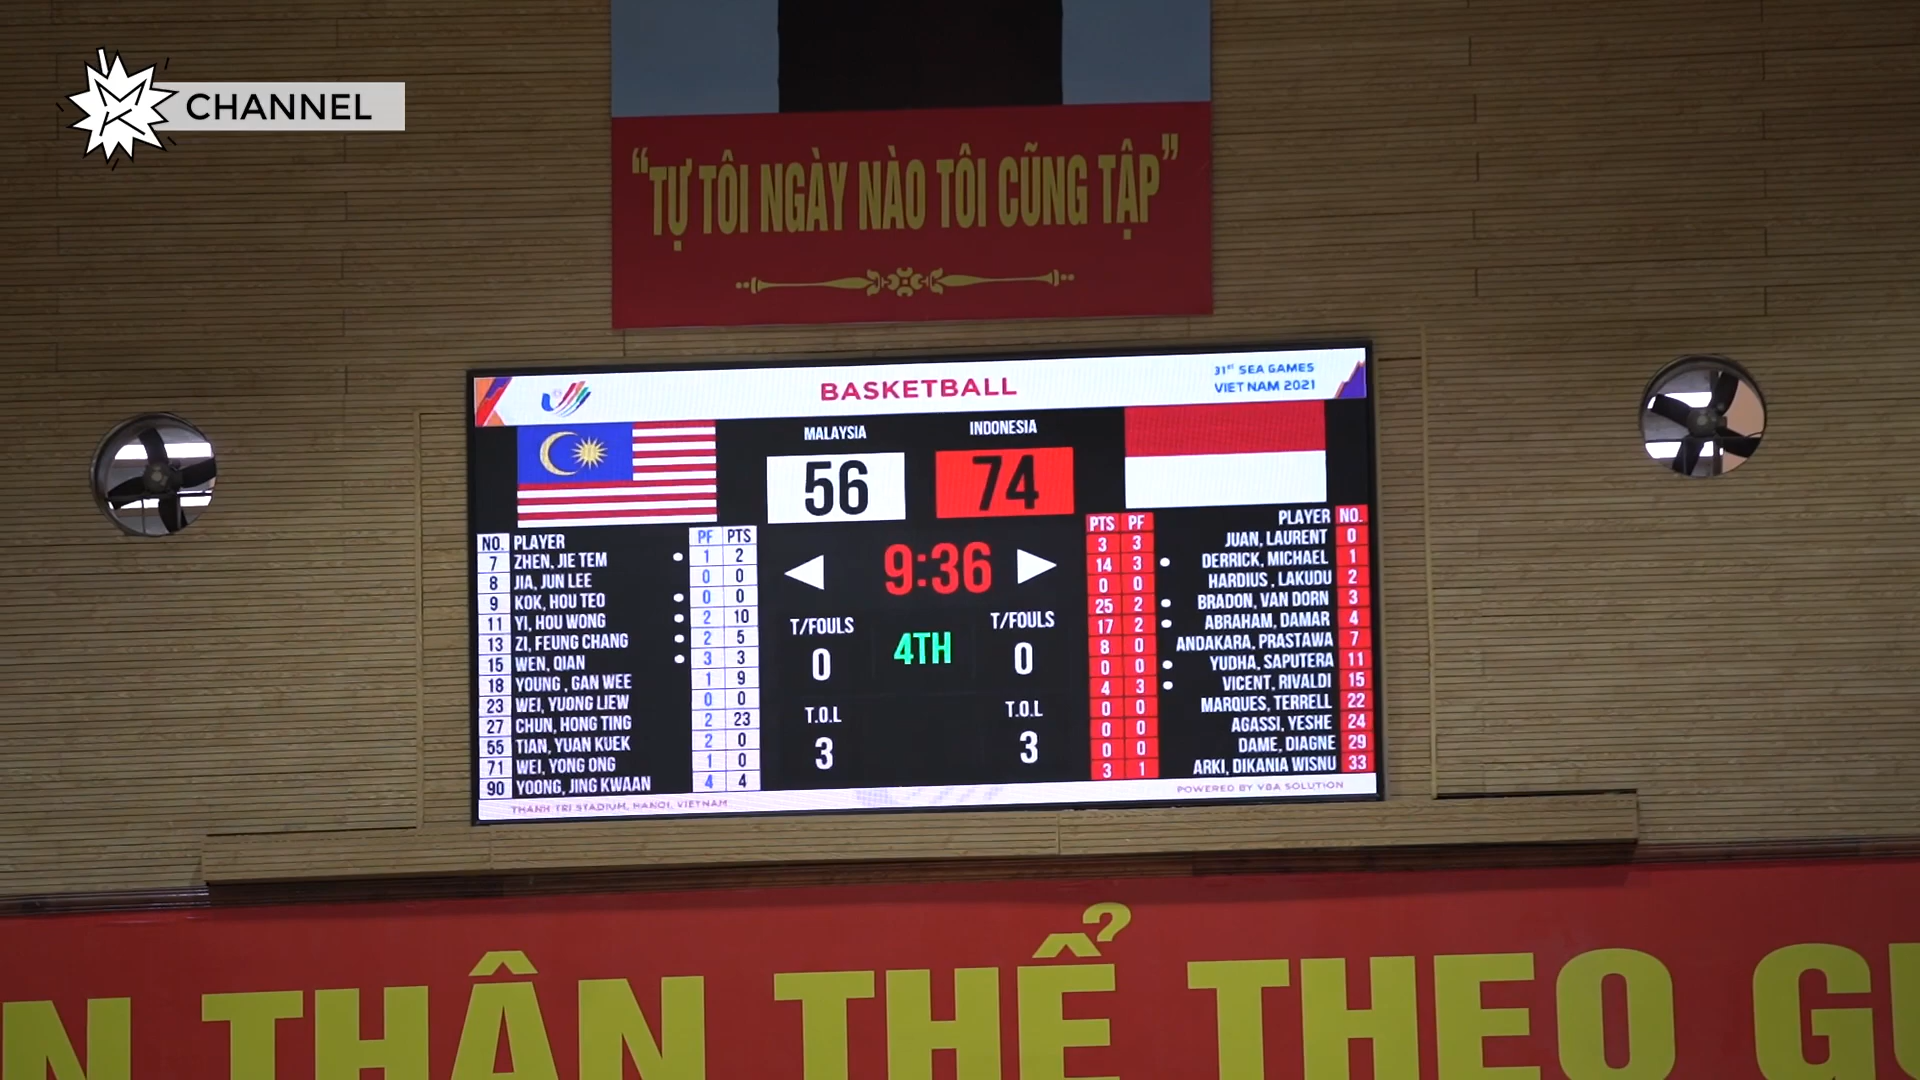 CHANNEL
“TỰ TÔI NGÀY NÀO TÔI CŨNG TẬP”
BASKETBALL
31ST SEA GAMES
VIET NAM 2021
MALAYSIA
INDONESIA
56
74
NO. PLAYER PF PTS
7 ZHEN, JIE TEM 1 2
8 JIA, JUN LEE 0 0
9 KOK, HOU TEO 0 0
11 YI, HOU WONG 2 10
13 ZI, FEUNG CHANG 2 5
15 WEN, QIAN 3 3
18 YOUNG , GAN WEE 1 9
23 WEI, YUONG LIEW 0 0
27 CHUN, HONG TING 2 23
55 TIAN, YUAN KUEK 2 0
71 WEI, YONG ONG 1 0
90 YOONG, JING KWAAN 4 4
9:36
T/FOULS
T/FOULS
0
4TH
0
T.O.L
T.O.L
3
3
PTS PF PLAYER NO.
3 3 JUAN, LAURENT 0
14 3 DERRICK, MICHAEL 1
0 0 HARDIUS , LAKUDU 2
25 2 BRADON, VAN DORN 3
17 2 ABRAHAM, DAMAR 4
8 0 ANDAKARA, PRASTAWA 7
0 0 YUDHA, SAPUTERA 11
4 3 VICENT, RIVALDI 15
0 0 MARQUES, TERRELL 22
0 0 AGASSI, YESHE 24
0 0 DAME, DIAGNE 29
3 1 ARKI, DIKANIA WISNU 33
THANH TRI STADIUM, HANOI, VIETNAM
POWERED BY VBA SOLUTION
N THÂN THỂ THEO GƯ